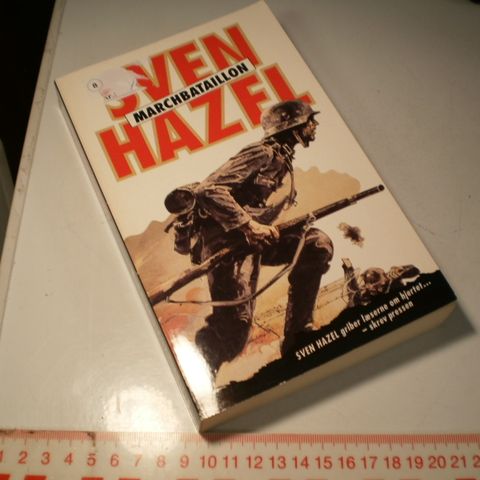 SVEN
MARCHBATAILLON
HAZEL
8
SVEN HAZEL griber læserne om hjertet...
- skrev pressen
1 2 3 4 5 6 7 8 9 10 11 12 13 14 15 16 17 18 19 20 21